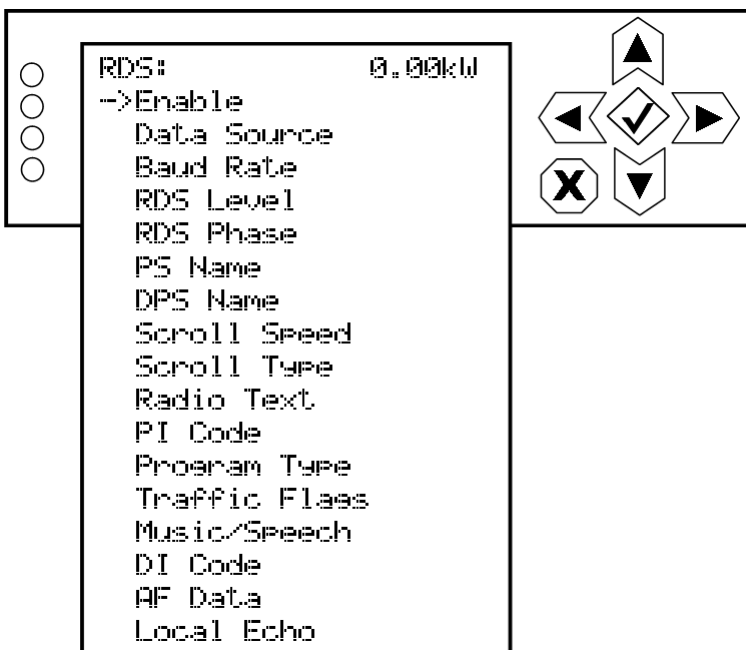 RDS: 0.00kW
->Enable
Data Source
Baud Rate
RDS Level
RDS Phase
PS Name
DPS Name
Scroll Speed
Scroll Type
Radio Text
PI Code
Program Type
Traffic Flags
Music/Speech
DI Code
AF Data
Local Echo
X